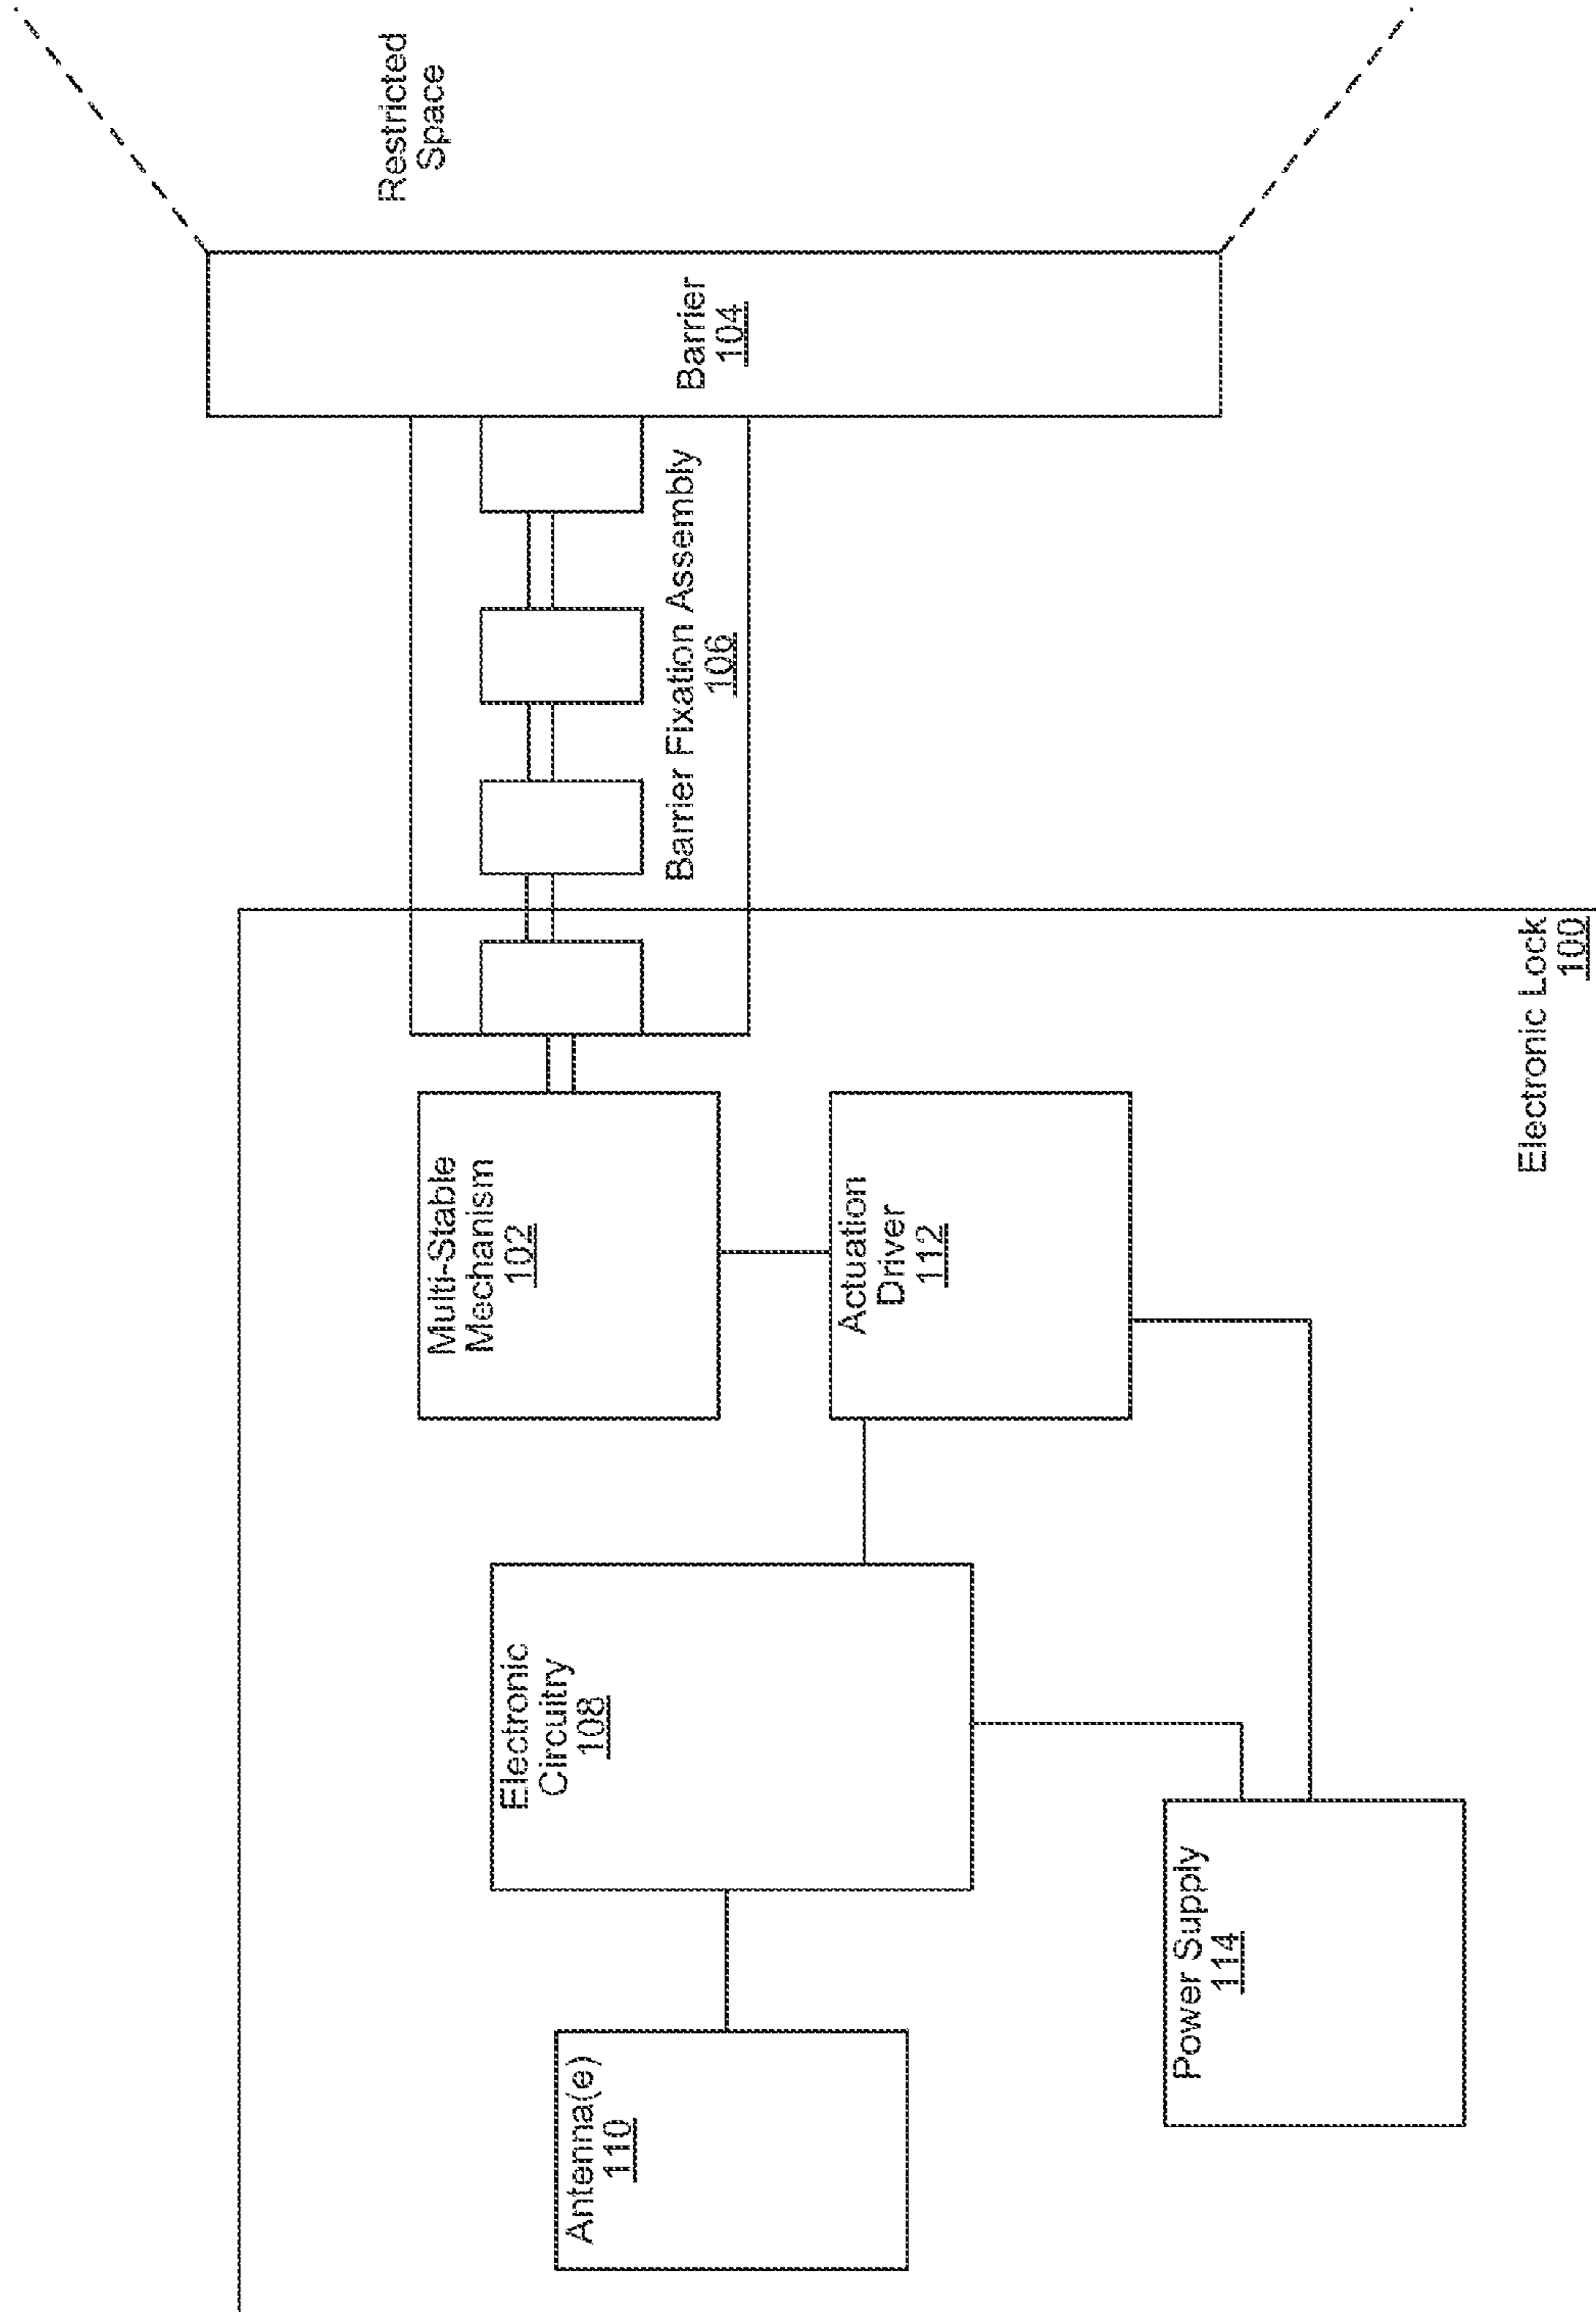 Restricted
Space
Barrier
104
Barrier Fixation Assembly
106
Multi-Stable
Mechanism
102
Actuation
Driver
112
Electronic
Circuitry
108
Antenna(e)
110
Power Supply
114
Electronic Lock
100